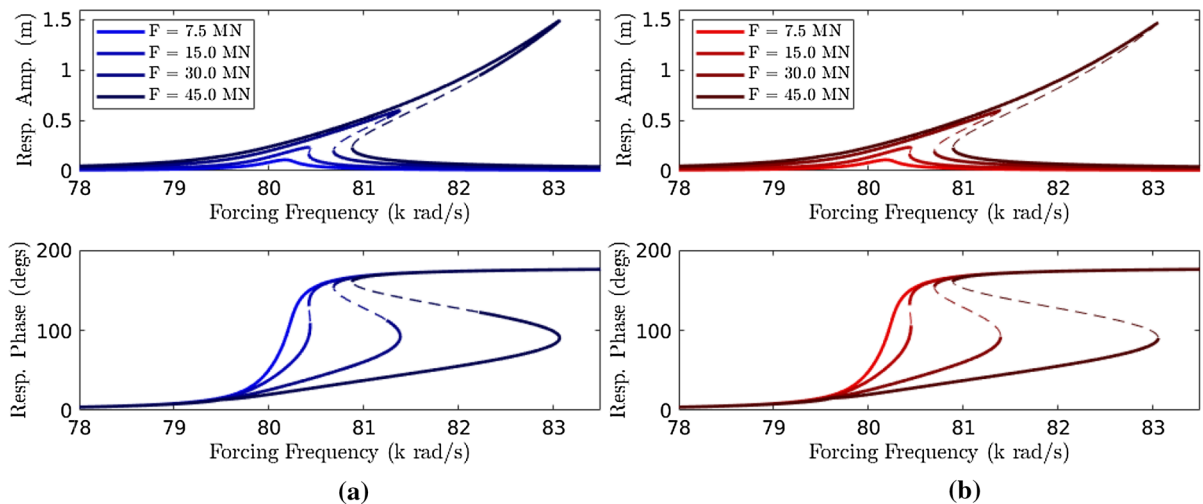 Resp. Amp. (m)
1.5
1
0.5
0
F = 7.5 MN
F = 15.0 MN
F = 30.0 MN
F = 45.0 MN
78 79 80 81 82 83
Forcing Frequency (k rad/s)
Resp. Phase (degs)
200
100
0
78 79 80 81 82 83
Forcing Frequency (k rad/s)
(a)
Resp. Amp. (m)
1.5
1
0.5
0
F = 7.5 MN
F = 15.0 MN
F = 30.0 MN
F = 45.0 MN
78 79 80 81 82 83
Forcing Frequency (k rad/s)
Resp. Phase (degs)
200
100
0
78 79 80 81 82 83
Forcing Frequency (k rad/s)
(b)